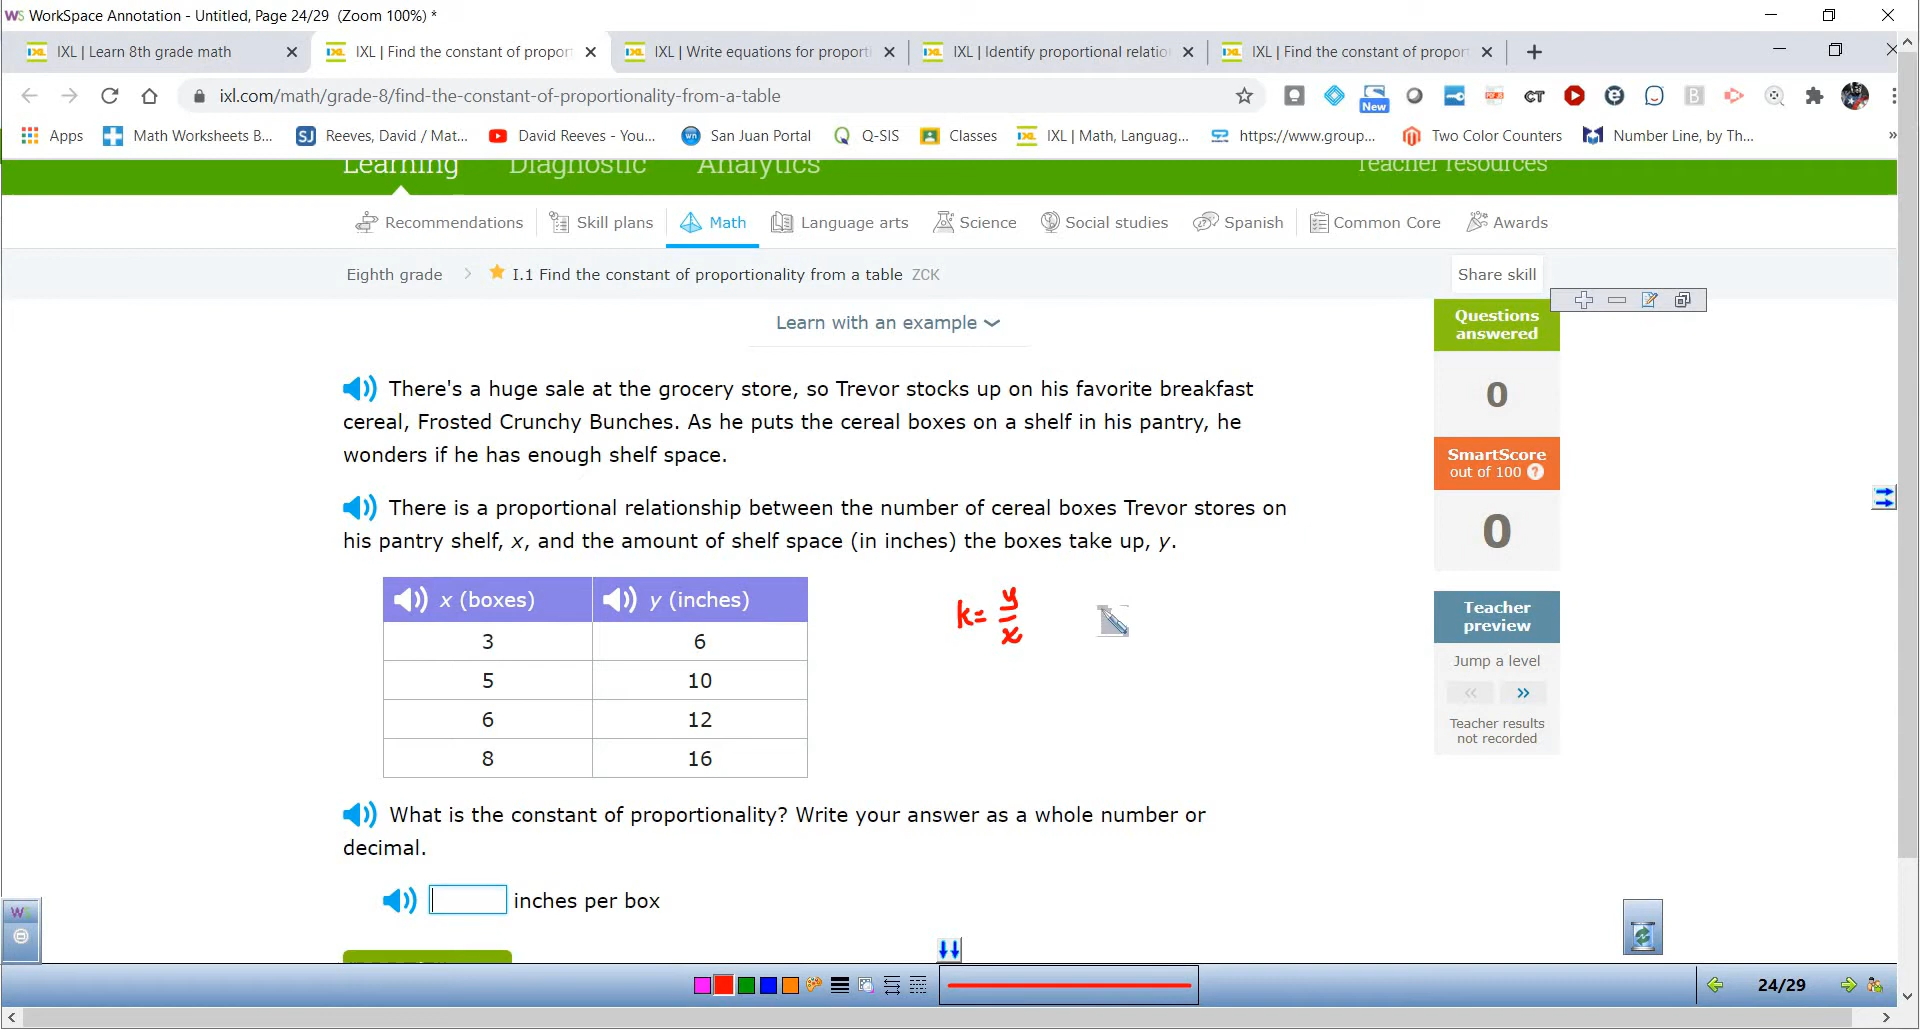 WS WorkSpace Annotation - Untitled, Page 24/29 (Zoom 100%) *
IXL | Learn 8th grade math
IXL | Find the constant of propor
IXL | Write equations for proporti
IXL | Identify proportional relatio
IXL | Find the constant of propor
ixl.com/math/grade-8/find-the-constant-of-proportionality-from-a-table
New
CT
B
Apps
Math Worksheets B...
SJ Reeves, David / Mat...
David Reeves - You...
wn San Juan Portal
Q-SIS
Classes
IXL | Math, Languag...
https://www.group...
Two Color Counters
Number Line, by Th...
»
Learning Diagnostic Analytics Teacher resources
Recommendations Skill plans Math Language arts Science Social studies Spanish Common Core Awards
Eighth grade > I.1 Find the constant of proportionality from a table ZCK
Share skill
Learn with an example
Questions
answered
0
SmartScore
out of 100 ?
0
Teacher
preview
Jump a level
<< >>
Teacher results
not recorded
There's a huge sale at the grocery store, so Trevor stocks up on his favorite breakfast
cereal, Frosted Crunchy Bunches. As he puts the cereal boxes on a shelf in his pantry, he
wonders if he has enough shelf space.
There is a proportional relationship between the number of cereal boxes Trevor stores on
his pantry shelf, x, and the amount of shelf space (in inches) the boxes take up, y.
x (boxes) y (inches)
3 6
5 10
6 12
8 16
k = y/x
What is the constant of proportionality? Write your answer as a whole number or
decimal.
inches per box
WS
24/29